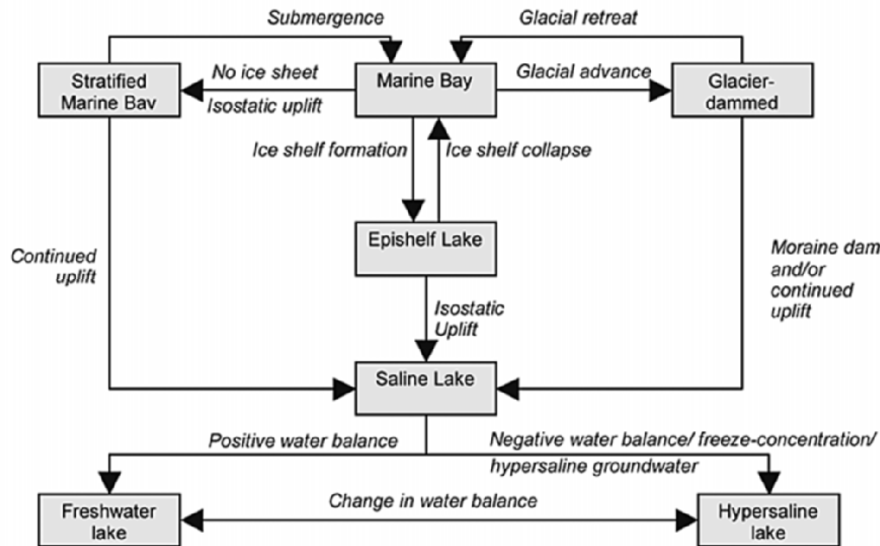 Submergence
Glacial retreat
Stratified
Marine Bay
No ice sheet
Isostatic uplift
Marine Bay
Glacial advance
Glacier-
dammed
Ice shelf formation
Ice shelf collapse
Epishelf Lake
Continued
uplift
Moraine dam
and/or
continued
uplift
Isostatic
Uplift
Saline Lake
Positive water balance
Negative water balance/ freeze-concentration/
hypersaline groundwater
Freshwater
lake
Change in water balance
Hypersaline
lake